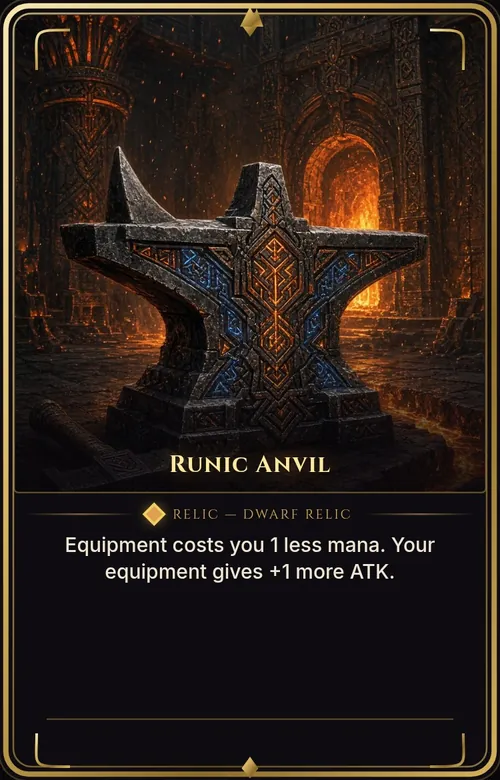 Runic Anvil
Relic — Dwarf Relic
Equipment costs you 1 less mana. Your
equipment gives +1 more ATK.